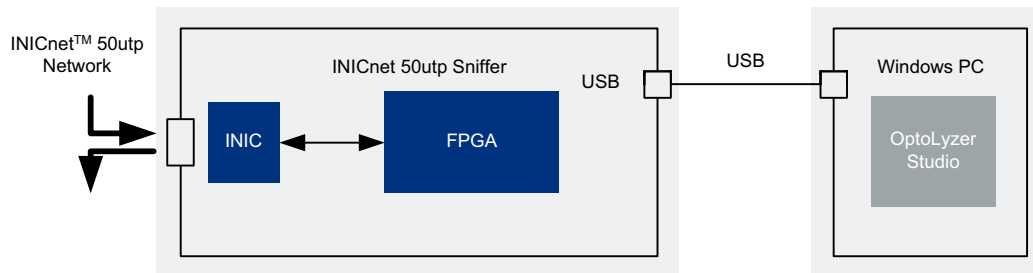 INICnet™ 50utp
Network
INICnet 50utp Sniffer
USB
USB
Windows PC
INIC
FPGA
OptoLyzer
Studio